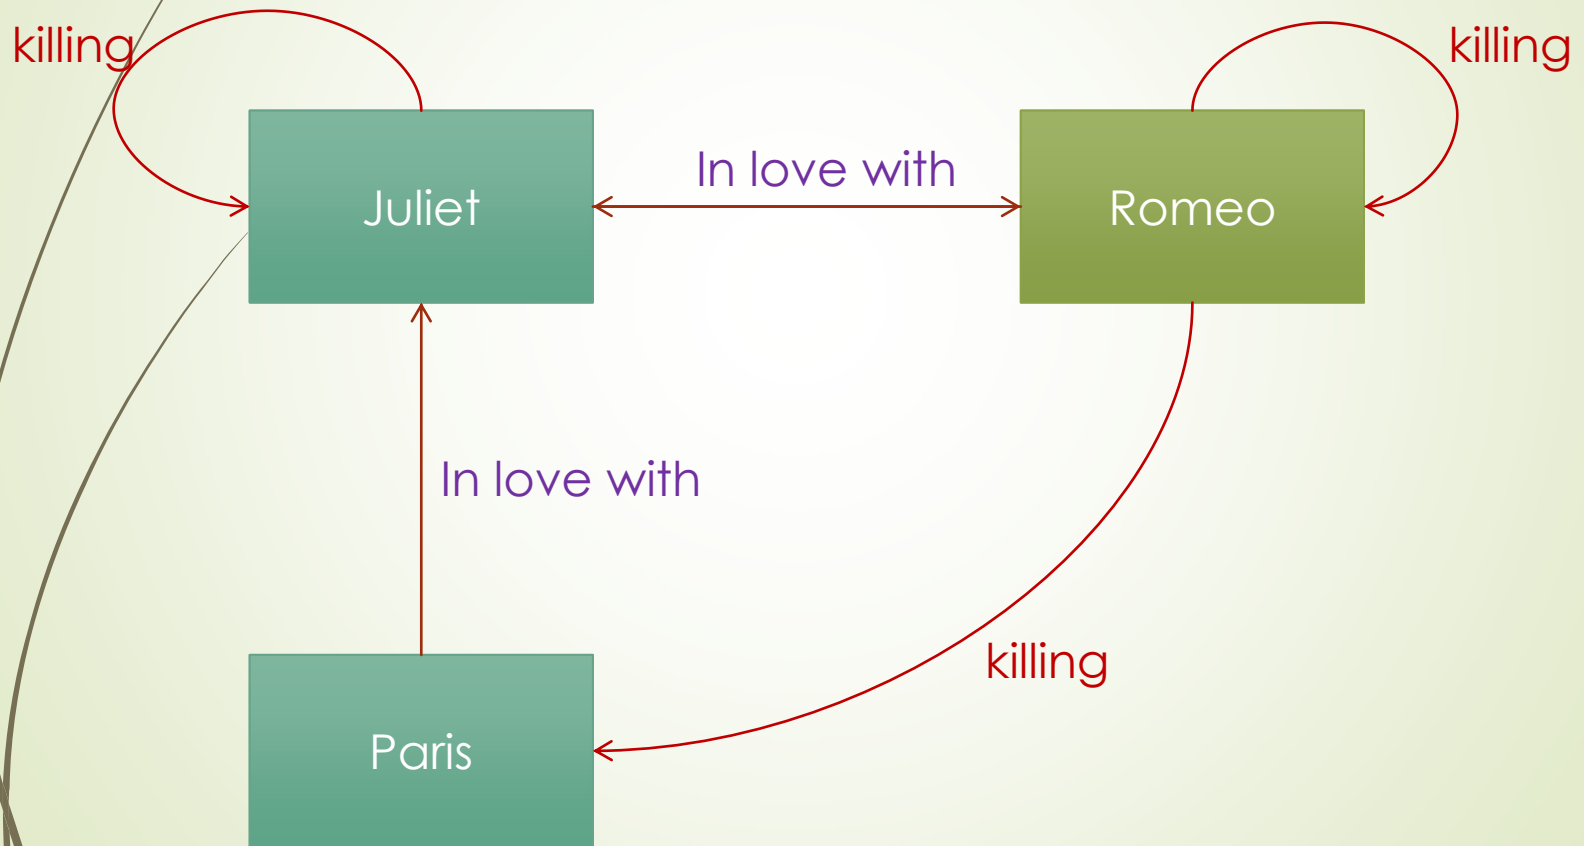 killing
killing
In love with
Juliet
Romeo
In love with
killing
Paris